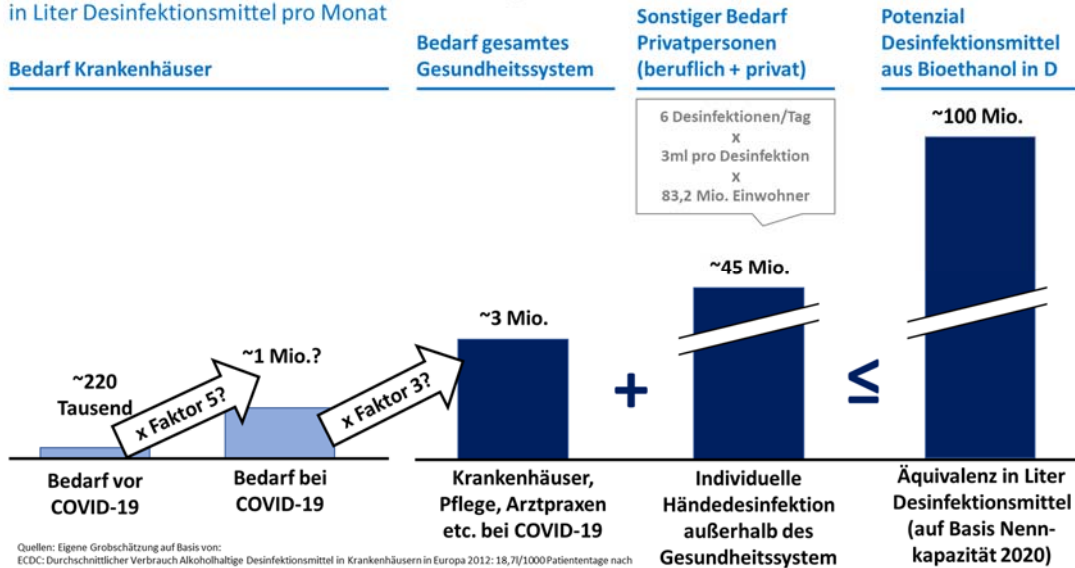 in Liter Desinfektionsmittel pro Monat
Bedarf Krankenhäuser
Bedarf gesamtes
Gesundheitssystem
Sonstiger Bedarf
Privatpersonen
(beruflich + privat)
Potenzial
Desinfektionsmittel
aus Bioethanol in D
6 Desinfektionen/Tag
x
3ml pro Desinfektion
x
83,2 Mio. Einwohner
~220
Tausend
x Faktor 5?
~1 Mio.?
x Faktor 3?
~3 Mio.
+
~45 Mio.
≤
~100 Mio.
Bedarf vor
COVID-19
Bedarf bei
COVID-19
Krankenhäuser,
Pflege, Arztpraxen
etc. bei COVID-19
Individuelle
Händedesinfektion
außerhalb des
Gesundheitssystem
Äquivalenz in Liter
Desinfektionsmittel
(auf Basis Nenn-
kapazität 2020)
Quellen: Eigene Grobschätzung auf Basis von:
ECDC: Durchschnittlicher Verbrauch Alkoholhaltige Desinfektionsmittel in Krankenhäusern in Europa 2012: 18,7l/1000 Patiententage nach